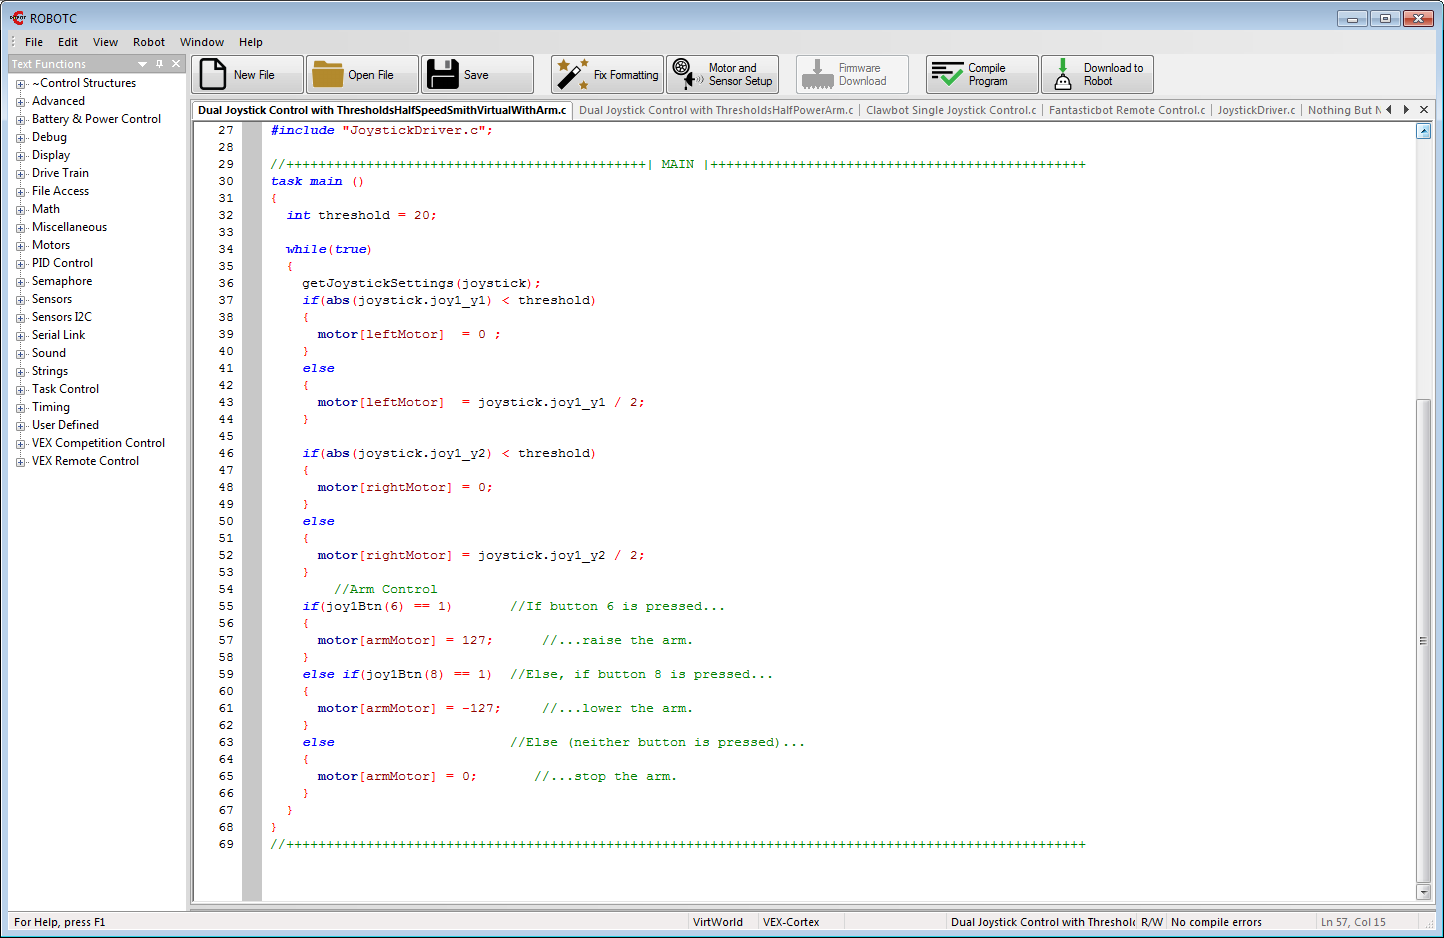 ROBOTC
File Edit View Robot Window Help
Text Functions
~Control Structures
Advanced
Battery & Power Control
Debug
Display
Drive Train
File Access
Math
Miscellaneous
Motors
PID Control
Semaphore
Sensors
Sensors I2C
Serial Link
Sound
Strings
Task Control
Timing
User Defined
VEX Competition Control
VEX Remote Control
New File Open File Save Fix Formatting Motor and Sensor Setup Firmware Download Compile Program Download to Robot
Dual Joystick Control with ThresholdsHalfSpeedSmithVirtualWithArm.c Dual Joystick Control with ThresholdsHalfPowerArm.c | Clawbot Single Joystick Control.c | Fantasticbot Remote Control.c | JoystickDriver.c | Nothing But N
27 #include "JoystickDriver.c";
28
29 //+++++++++++++++++++++++++++++++++++++++++++++| MAIN |+++++++++++++++++++++++++++++++++++++++++++++++
30 task main ()
31 {
32 int threshold = 20;
33
34 while(true)
35 {
36 getJoystickSettings(joystick);
37 if(abs(joystick.joy1_y1) < threshold)
38 {
39 motor[leftMotor]  = 0 ;
40 }
41 else
42 {
43 motor[leftMotor]  = joystick.joy1_y1 / 2;
44 }
45
46 if(abs(joystick.joy1_y2) < threshold)
47 {
48 motor[rightMotor] = 0;
49 }
50 else
51 {
52 motor[rightMotor] = joystick.joy1_y2 / 2;
53 }
54 //Arm Control
55 if(joy1Btn(6) == 1) //If button 6 is pressed...
56 {
57 motor[armMotor] = 127; //...raise the arm.
58 }
59 else if(joy1Btn(8) == 1) //Else, if button 8 is pressed...
60 {
61 motor[armMotor] = -127; //...lower the arm.
62 }
63 else //Else (neither button is pressed)...
64 {
65 motor[armMotor] = 0; //...stop the arm.
66 }
67 }
68 }
69 //++++++++++++++++++++++++++++++++++++++++++++++++++++++++++++++++++++++++++++++++++++++++++++++++++++
For Help, press F1 VirtWorld VEX-Cortex Dual Joystick Control with Threshold R/W No compile errors Ln 57, Col 15